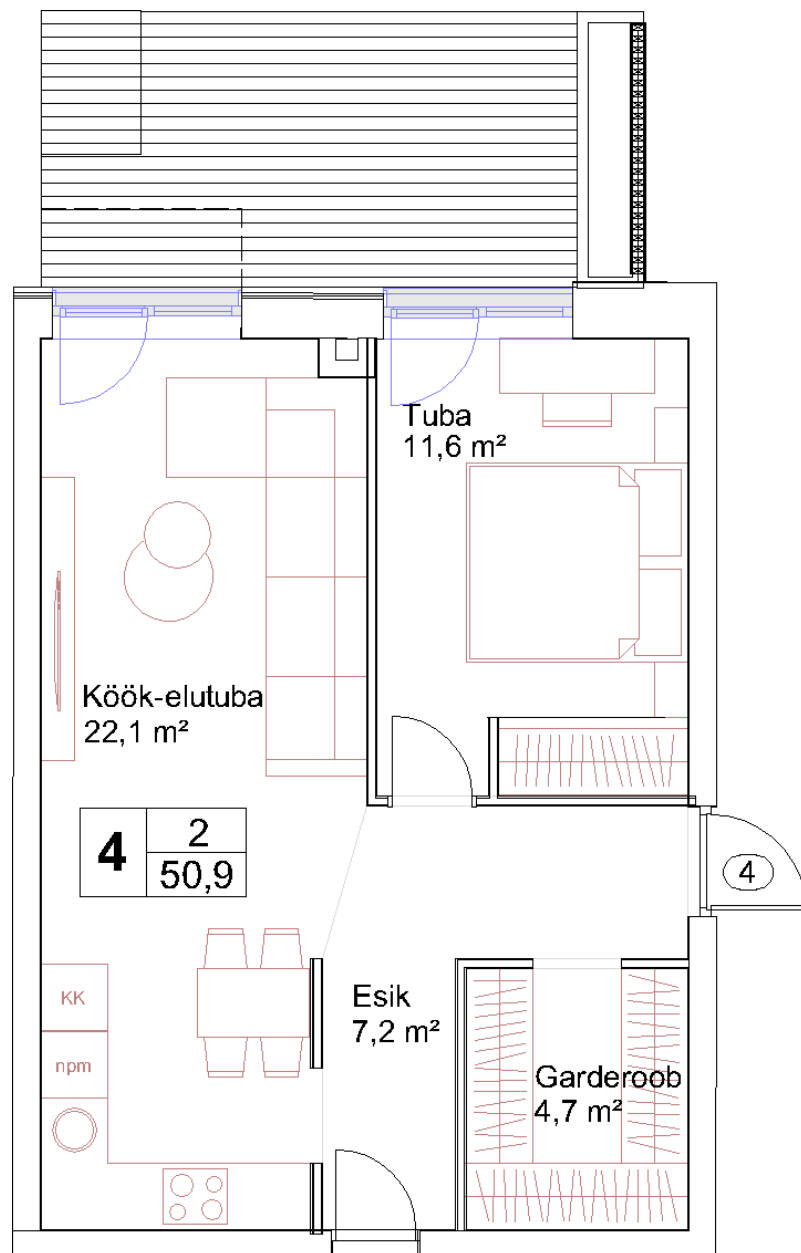 Tuba
11,6 m²
Köök-elutuba
22,1 m²
4
2
50,9
4
KK
npm
Esik
7,2 m²
Garderoob
4,7 m²